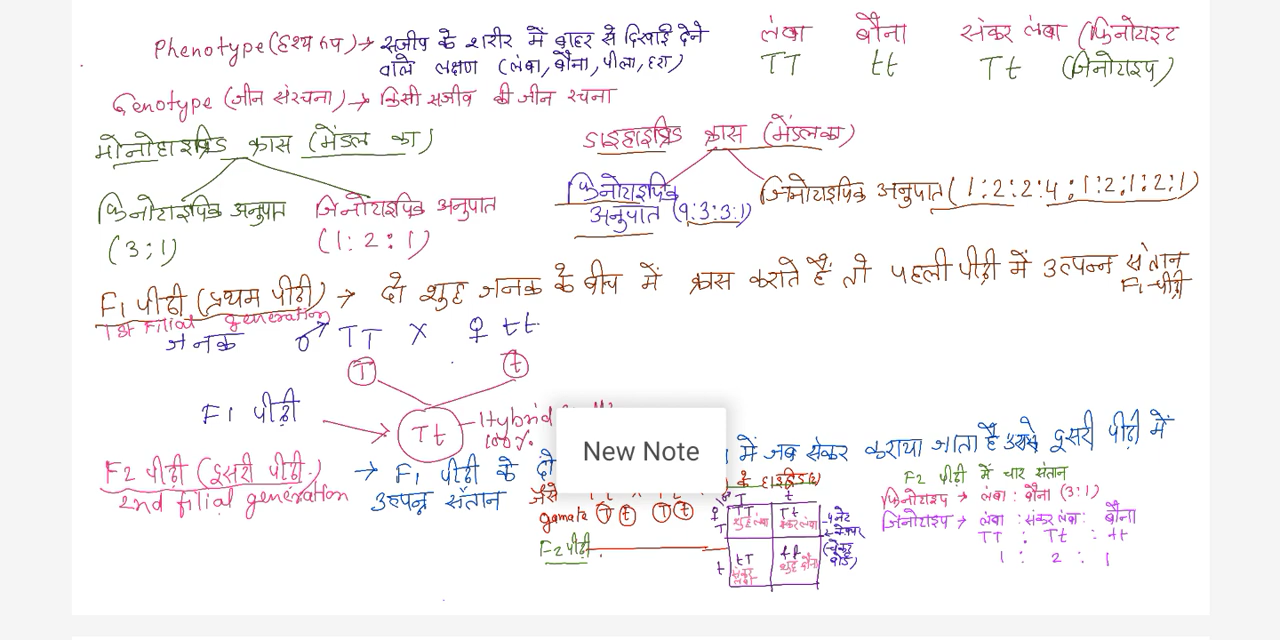 Phenotype (दृश्य रूप) → सजीव के शरीर में बाहर से दिखाई देने
वाले लक्षण (लंबा, बौना, पीला, हरा)
लंबा बौना संकर लंबा (फिनोटाइट
TT tt Tt (जिनोटाइप)
Genotype (जीन संरचना) → किसी सजीव की जीन रचना
मोनोहाइब्रिड क्रास (मेंडल का)
डाइहाइब्रिड क्रास (मेंडल का)
फिनोटाइपिक अनुपात
(3:1)
जिनोटाइपिक अनुपात
(1:2:1)
फिनोटाइपिक
अनुपात (9:3:3:1)
जिनोटाइपिक अनुपात (1:2:2:4:1:2:1:2:1)
F1 पीढ़ी (प्रथम पीढ़ी) → दो शुद्ध जनक के बीच में क्रास कराते हैं तो पहली पीढ़ी में उत्पन्न संतान
F1-पीढ़ी
1st filial generation
जनक ♂ TT X ♀ tt
T t
F1 पीढ़ी
Tt
Hybrid
100%
New Note
F2 पीढ़ी (दुसरी पीढ़ी) → F1 पीढ़ी के दो में जब संकर कराया जाता है उससे दूसरी पीढ़ी में
2nd filial generation
उत्पन्न संतान
जैसे
gamate T t T t
F2 पीढ़ी
♂ T t
♀ T TT शुद्ध लंबा Tt संकर लंबा
t tT संकर लंबा tt शुद्ध बौना
F2 पीढ़ी में चार संतान
फिनोटाइप → लंबा : बौना (3:1)
जिनोटाइप → लंबा : संकर लंबा : बौना
TT : Tt : tt
1 : 2 : 1